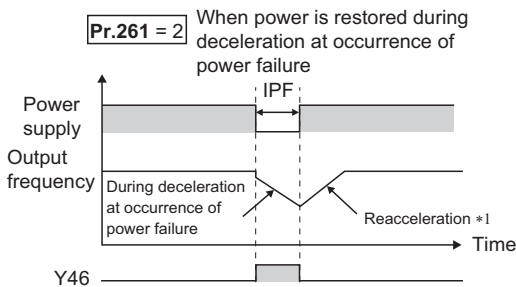 Pr.261 = 2
When power is restored during
deceleration at occurrence of
power failure
IPF
Power
supply
Output
frequency
During deceleration
at occurrence of
power failure
Reacceleration *1
Time
Y46